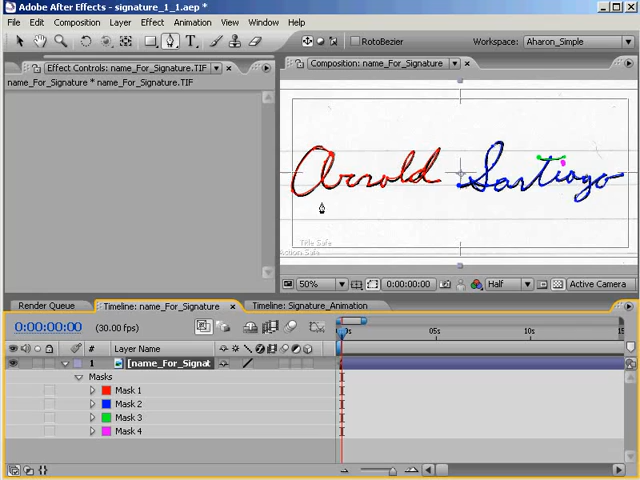 Adobe After Effects - signature_1_1.aep *
File Edit Composition Layer Effect Animation View Window Help
RotoBezier Workspace: Aharon_Simple
Effect Controls: name_For_Signature.TIF
Composition: name_For_Signature
name_For_Signature * name_For_Signature.TIF
Arnold Santiago
Title Safe
Action Safe
50% 0:00:00:00 Half Active Camera
Render Queue Timeline: name_For_Signature Timeline: Signature_Animation
0:00:00:00 (30.00 fps)
0s 05s 10s 15
# Layer Name
1 [name_For_Signat
Masks
Mask 1
Mask 2
Mask 3
Mask 4